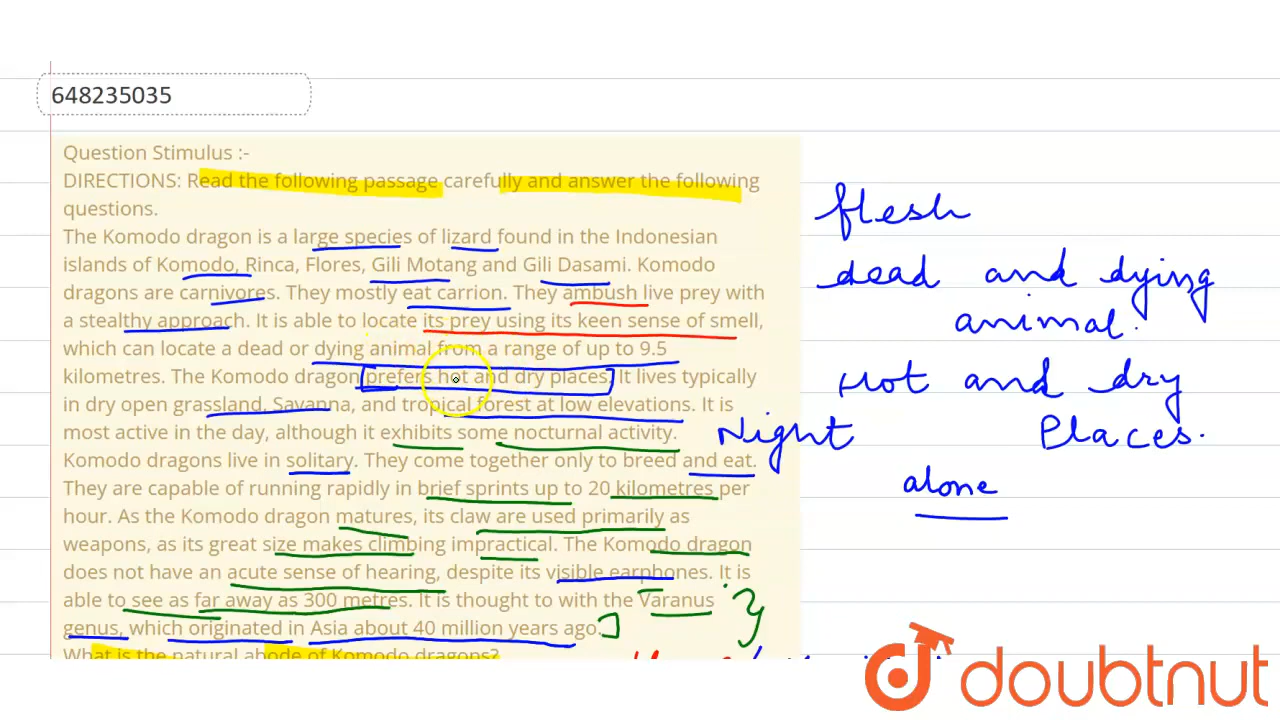 648235035
Question Stimulus :-
DIRECTIONS: Read the following passage carefully and answer the following
questions.
The Komodo dragon is a large species of lizard found in the Indonesian
islands of Komodo, Rinca, Flores, Gili Motang and Gili Dasami. Komodo
dragons are carnivores. They mostly eat carrion. They ambush live prey with
a stealthy approach. It is able to locate its prey using its keen sense of smell,
which can locate a dead or dying animal from a range of up to 9.5
kilometres. The Komodo dragon prefers hot and dry places. It lives typically
in dry open grassland, Savanna, and tropical forest at low elevations. It is
most active in the day, although it exhibits some nocturnal activity.
Komodo dragons live in solitary. They come together only to breed and eat.
They are capable of running rapidly in brief sprints up to 20 kilometres per
hour. As the Komodo dragon matures, its claw are used primarily as
weapons, as its great size makes climbing impractical. The Komodo dragon
does not have an acute sense of hearing, despite its visible earphones. It is
able to see as far away as 300 metres. It is thought to with the Varanus
genus, which originated in Asia about 40 million years ago.
What is the natural abode of Komodo dragons?
flesh
dead and dying
animal.
Hot and dry
Night Places.
alone
doubtnut